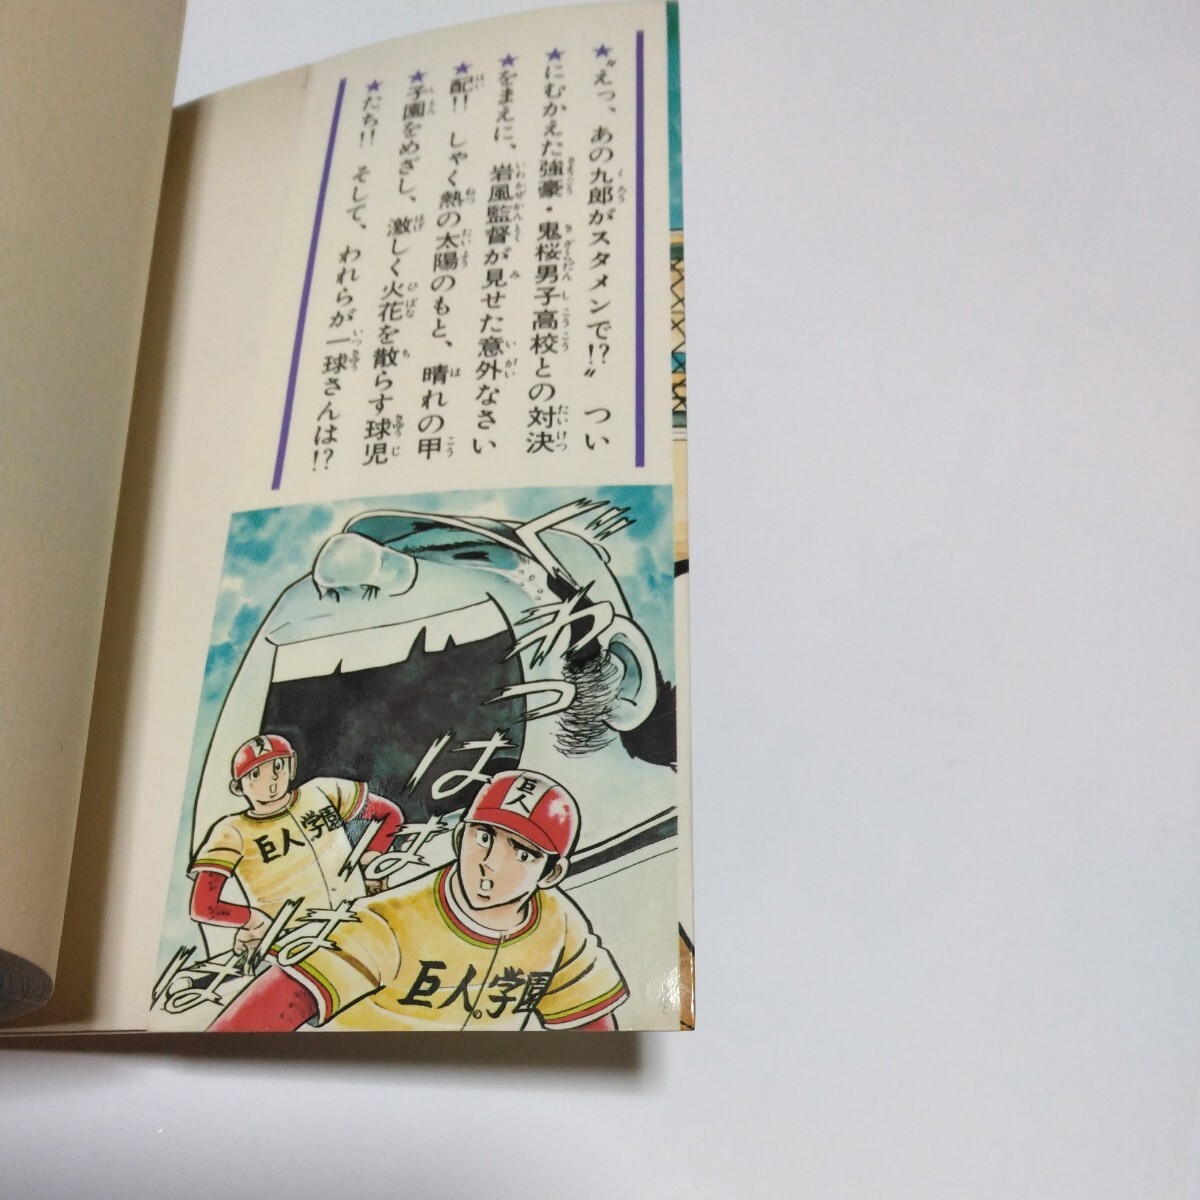 ★〝えっ、あの九郎がスタメンで!?〟 つい
★にむかえた強豪・鬼桜男子高校との対決
★をまえに、岩風監督が見せた意外なさい
★配!! しゃく熱の太陽のもと、晴れの甲
★子園をめざし、激しく火花を散らす球児
★たち!! そして、われらが一球さんは!?
ぐわっ
はははは
巨人
巨人学園
巨人
巨人学園